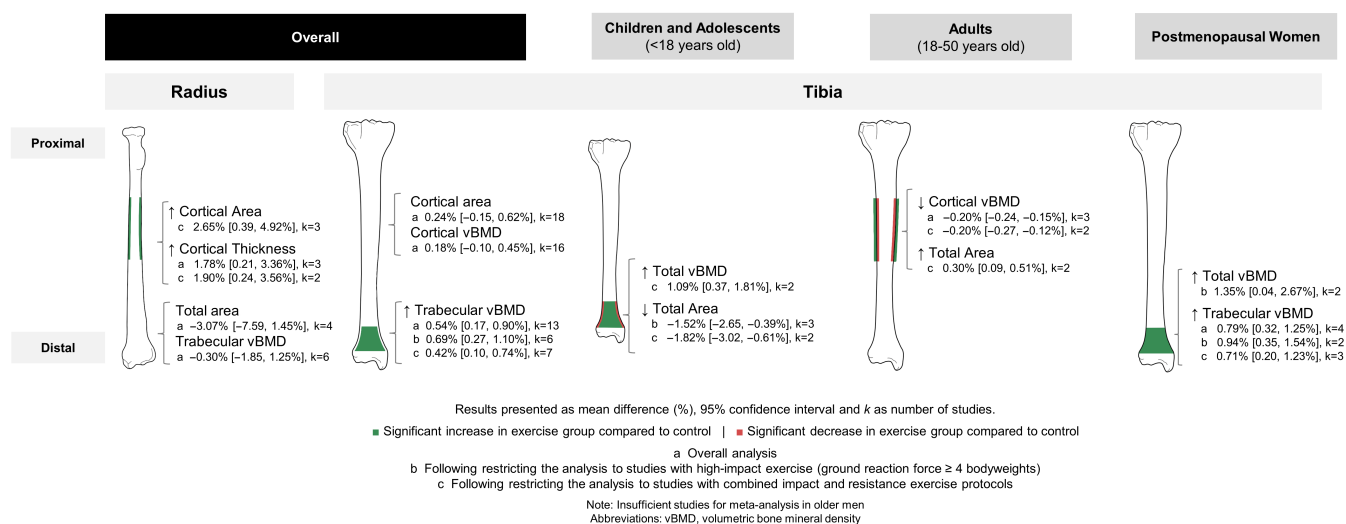 Overall
Children and Adolescents
(<18 years old)
Adults
(18-50 years old)
Postmenopausal Women
Radius
Tibia
Proximal
Distal
↑ Cortical Area
c 2.65% [0.39, 4.92%], k=3
↑ Cortical Thickness
a 1.78% [0.21, 3.36%], k=3
c 1.90% [0.24, 3.56%], k=2
Total area
a −3.07% [−7.59, 1.45%], k=4
Trabecular vBMD
a −0.30% [−1.85, 1.25%], k=6
Cortical area
a 0.24% [−0.15, 0.62%], k=18
Cortical vBMD
a 0.18% [−0.10, 0.45%], k=16
↑ Trabecular vBMD
a 0.54% [0.17, 0.90%], k=13
b 0.69% [0.27, 1.10%], k=6
c 0.42% [0.10, 0.74%], k=7
↑ Total vBMD
c 1.09% [0.37, 1.81%], k=2
↓ Total Area
b −1.52% [−2.65, −0.39%], k=3
c −1.82% [−3.02, −0.61%], k=2
↓ Cortical vBMD
a −0.20% [−0.24, −0.15%], k=3
c −0.20% [−0.27, −0.12%], k=2
↑ Total Area
c 0.30% [0.09, 0.51%], k=2
↑ Total vBMD
b 1.35% [0.04, 2.67%], k=2
↑ Trabecular vBMD
a 0.79% [0.32, 1.25%], k=4
b 0.94% [0.35, 1.54%], k=2
c 0.71% [0.20, 1.23%], k=3
Results presented as mean difference (%), 95% confidence interval and k as number of studies.
Significant increase in exercise group compared to control | Significant decrease in exercise group compared to control
a Overall analysis
b Following restricting the analysis to studies with high-impact exercise (ground reaction force ≥ 4 bodyweights)
c Following restricting the analysis to studies with combined impact and resistance exercise protocols
Note: Insufficient studies for meta-analysis in older men
Abbreviations: vBMD, volumetric bone mineral density